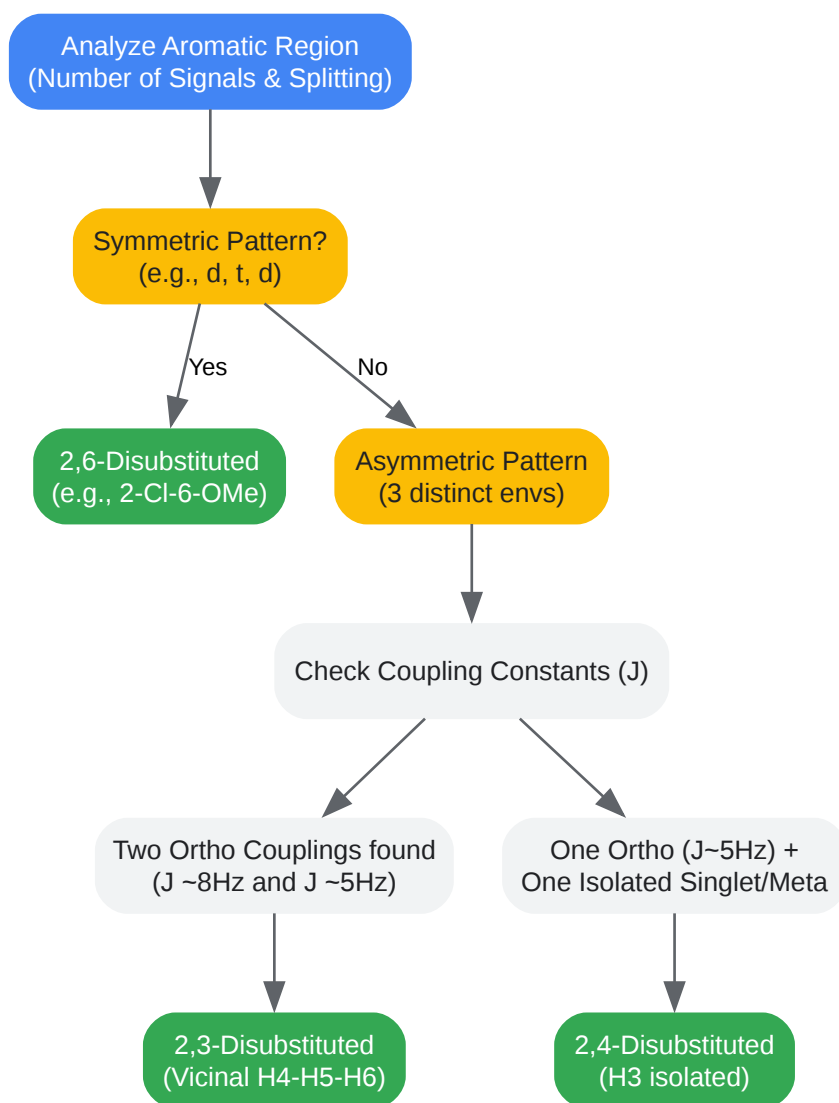 Analyze Aromatic Region
(Number of Signals & Splitting)
Symmetric Pattern?
(e.g., d, t, d)
Yes
No
2,6-Disubstituted
(e.g., 2-Cl-6-OMe)
Asymmetric Pattern
(3 distinct envs)
Check Coupling Constants (J)
Two Ortho Couplings found
(J ~8Hz and J ~5Hz)
One Ortho (J~5Hz) +
One Isolated Singlet/Meta
2,3-Disubstituted
(Vicinal H4-H5-H6)
2,4-Disubstituted
(H3 isolated)